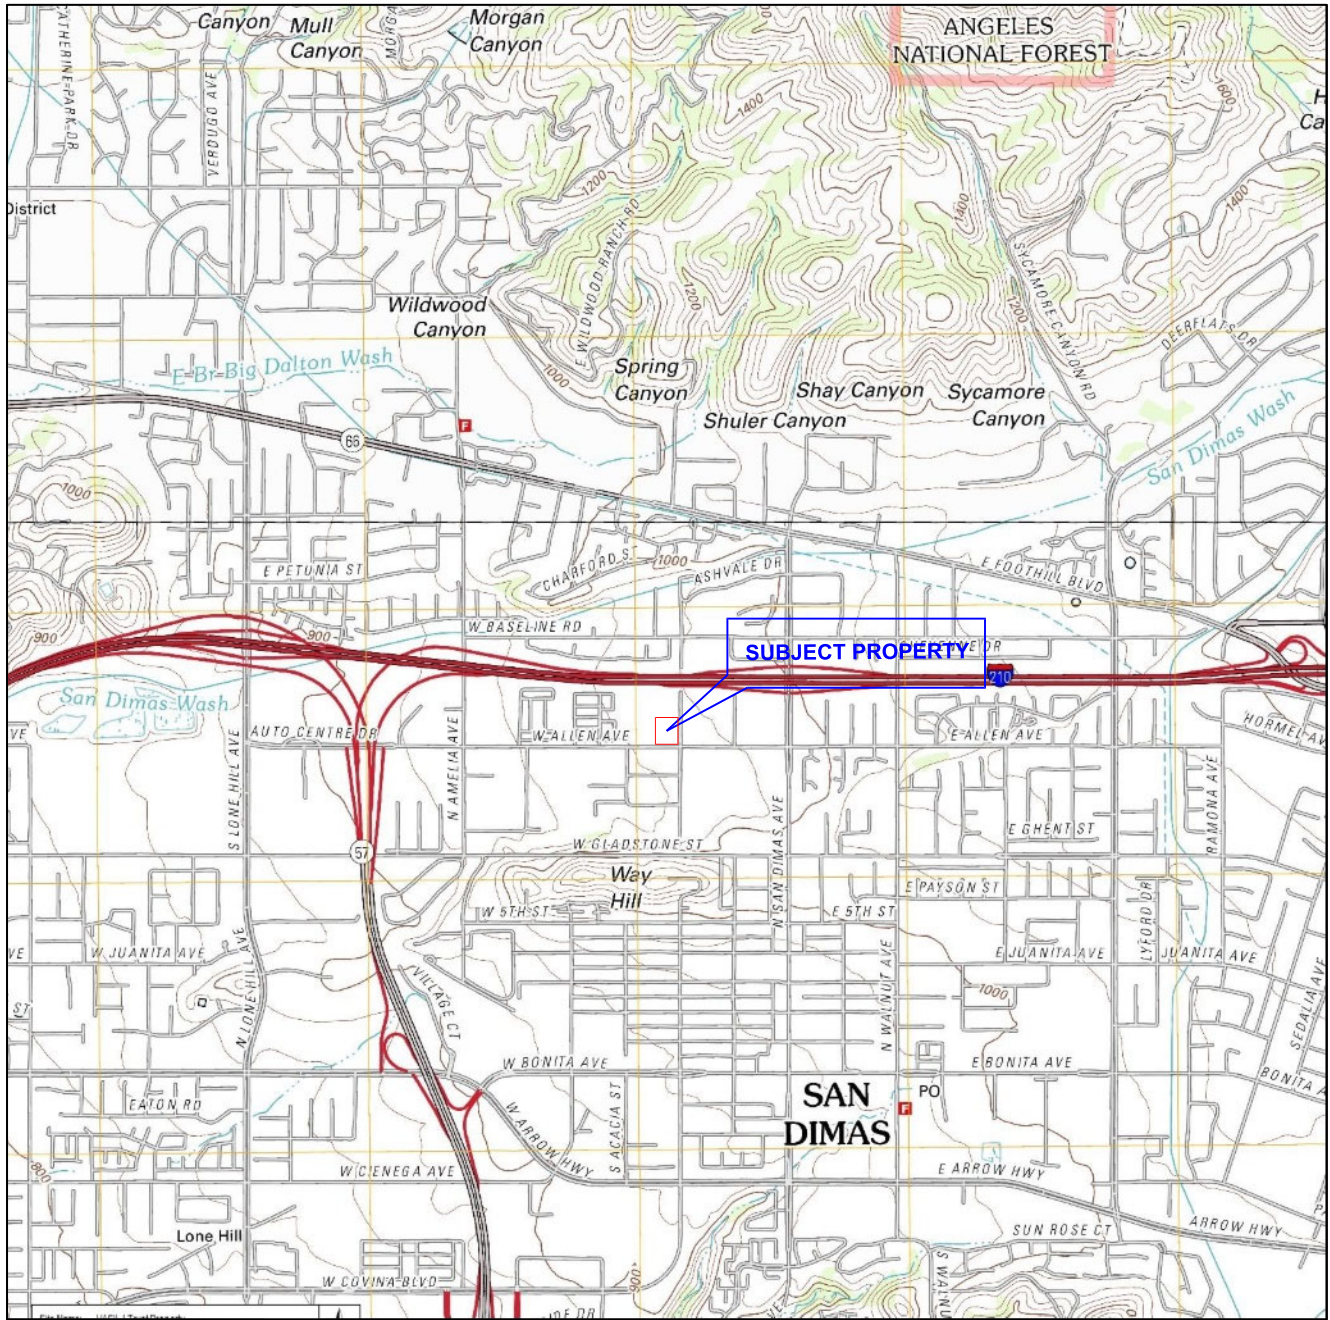 Canyon
Mull
Canyon
Morgan
Canyon
ANGELES
NATIONAL FOREST
CATHERINE PARK DR
VERDUGO AVE
1400
1600
1200
District
1400
1400
E WILDWOOD RANCH RD
SYCAMORE CANYON RD
Wildwood
Canyon
1200
1200
DEERFLATS DR
E Br Big Dalton Wash
1000
Spring
Canyon
Shay Canyon
Sycamore
Canyon
Shuler Canyon
San Dimas Wash
66
F
1000
E PETUNIA ST
CHARFORD ST
1000
ASHVALE DR
E FOOTHILL BLVD
900
900
W BASELINE RD
SUBJECT PROPERTY
210
San Dimas Wash
AUTO CENTRE DR
W ALLEN AVE
E ALLEN AVE
HORMEL AV
VE
S LONE HILL AVE
N AMELIA AVE
N SAN DIMAS AVE
RAMONA AVE
57
W GLADSTONE ST
E GHENT ST
Way
Hill
E PAYSON ST
W 5TH ST
E 5TH ST
LYFORD DR
VE
W JUANITA AVE
N LONE HILL AVE
E JUANITA AVE
JUANITA AVE
VILLAGE CT
N WALNUT AVE
1000
SEDALIA AVE
ST
W BONITA AVE
E BONITA AVE
BONITA A
EATON RD
SAN
DIMAS
PO
F
W ARROW HWY
S ACACIA ST
800
W CIENEGA AVE
E ARROW HWY
Lone Hill
SUN ROSE CT
ARROW HWY
W COVINA BLVD
900
S WALNU